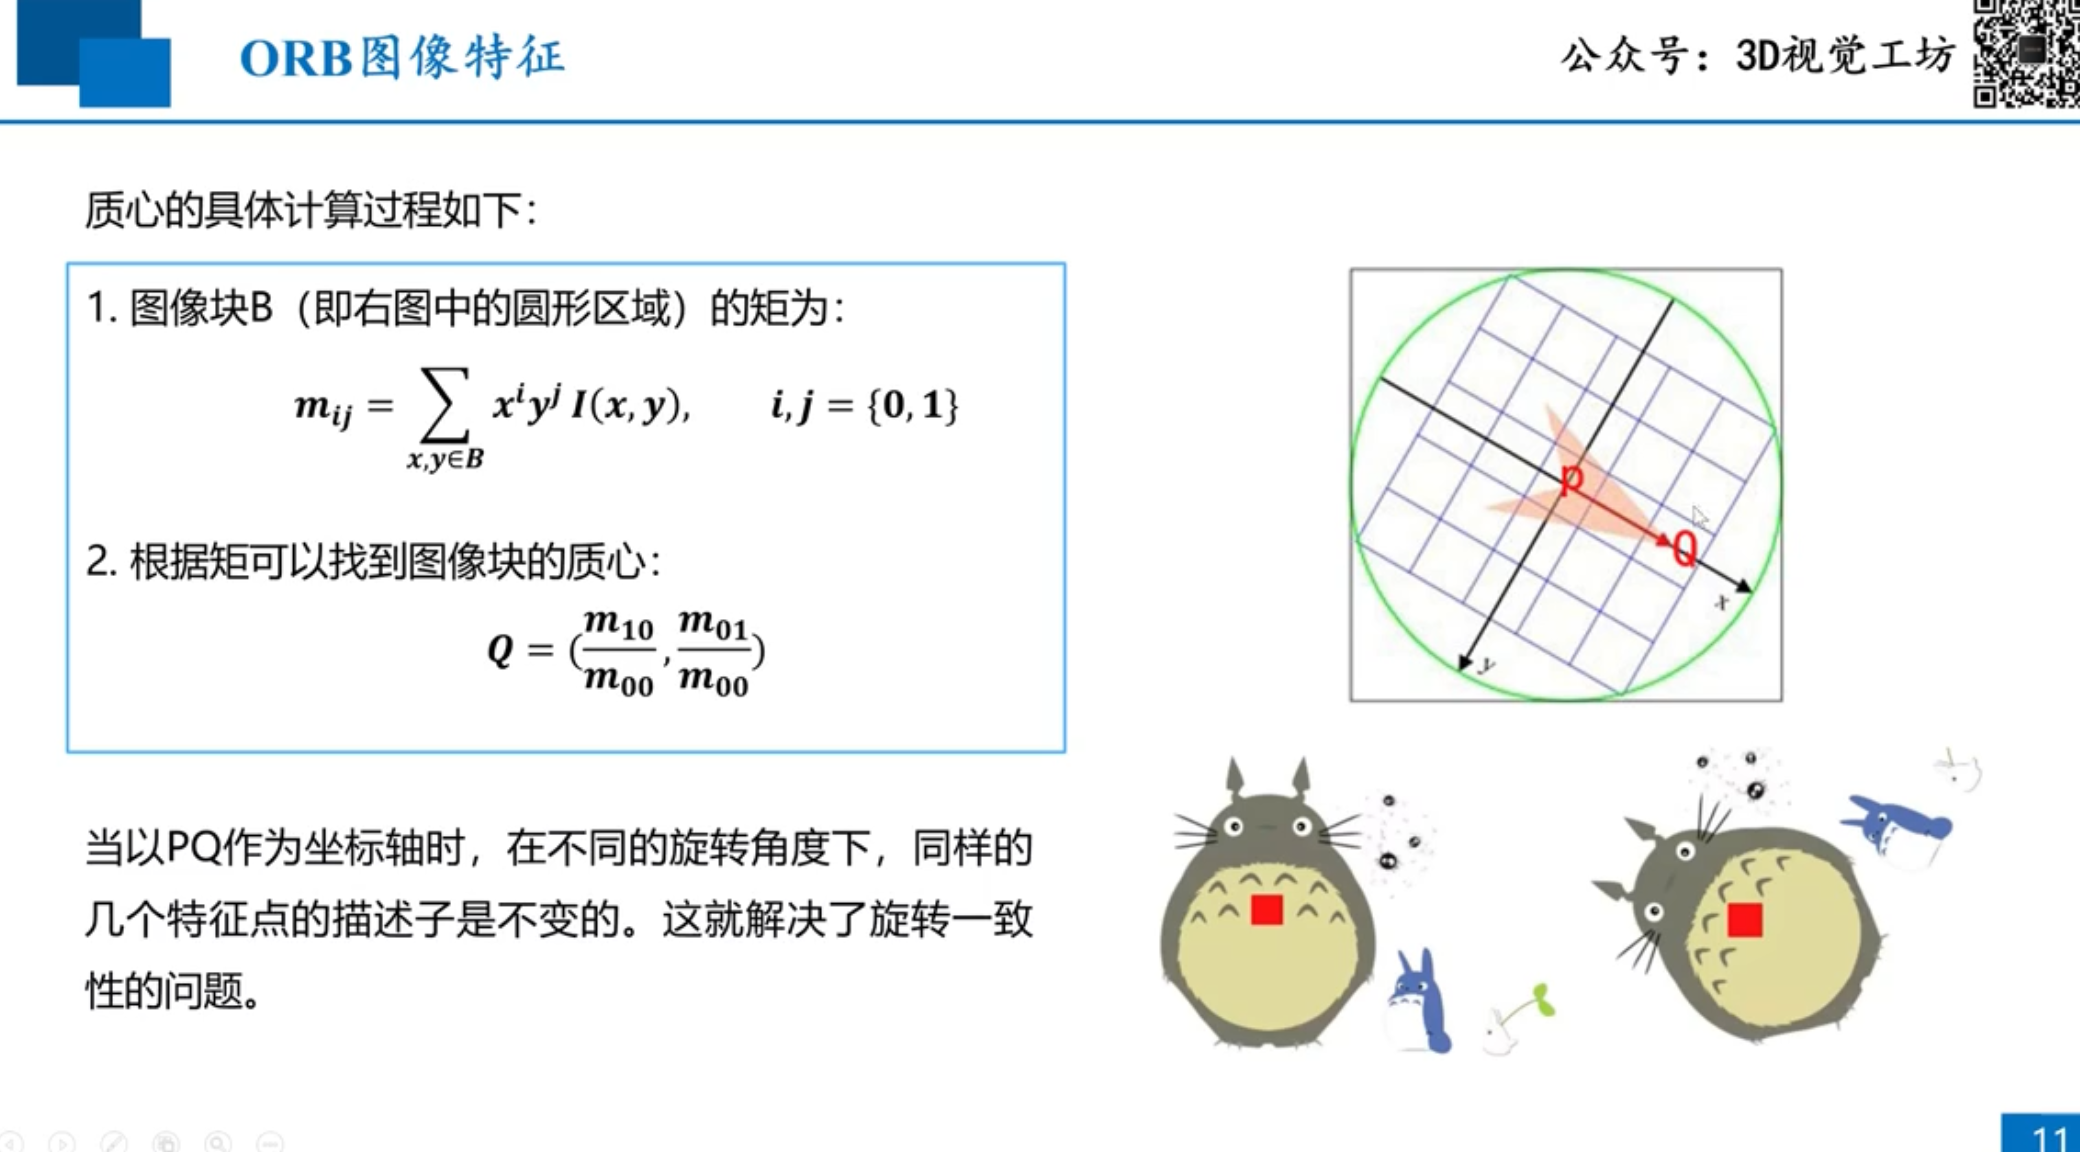 ORB图像特征
公众号：3D视觉工坊
质心的具体计算过程如下：
1. 图像块B（即右图中的圆形区域）的矩为：
m_{ij} = ∑_{x,y∈B} x^i y^j I(x, y), i, j = {0, 1}
2. 根据矩可以找到图像块的质心：
Q = (m_{10}/m_{00}, m_{01}/m_{00})
当以PQ作为坐标轴时，在不同的旋转角度下，同样的
几个特征点的描述子是不变的。这就解决了旋转一致
性的问题。
p
Q
x
y
11